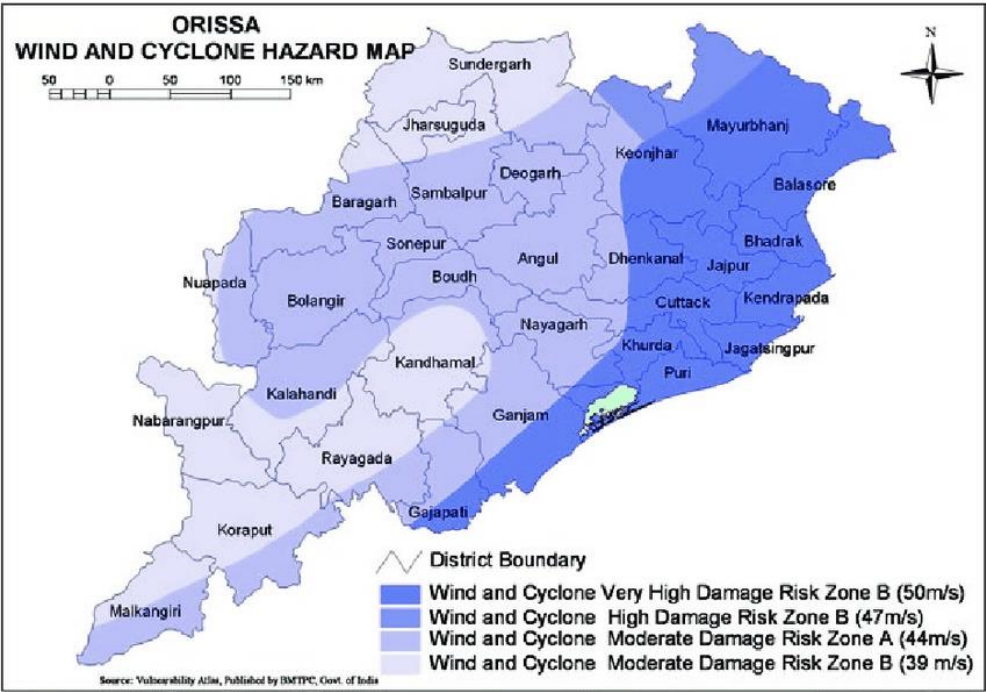 ORISSA
WIND AND CYCLONE HAZARD MAP
50 0 50 100 150 km
N
Sundergarh
Jharsuguda
Mayurbhanj
Keonjhar
Deogarh
Sambalpur
Balasore
Baragarh
Sonepur
Bhadrak
Angul
Dhenkanal
Jajpur
Nuapada
Boudh
Bolangir
Cuttack
Kendrapada
Nayagarh
Khurda
Jagatsingpur
Kandhamal
Puri
Kalahandi
Ganjam
Nabarangpur
Rayagada
Gajapati
Koraput
Malkangiri
District Boundary
Wind and Cyclone Very High Damage Risk Zone B (50m/s)
Wind and Cyclone High Damage Risk Zone B (47m/s)
Wind and Cyclone Moderate Damage Risk Zone A (44m/s)
Wind and Cyclone Moderate Damage Risk Zone B (39 m/s)
Source: Vulnerability Atlas, Published by BMTPC, Govt. of India